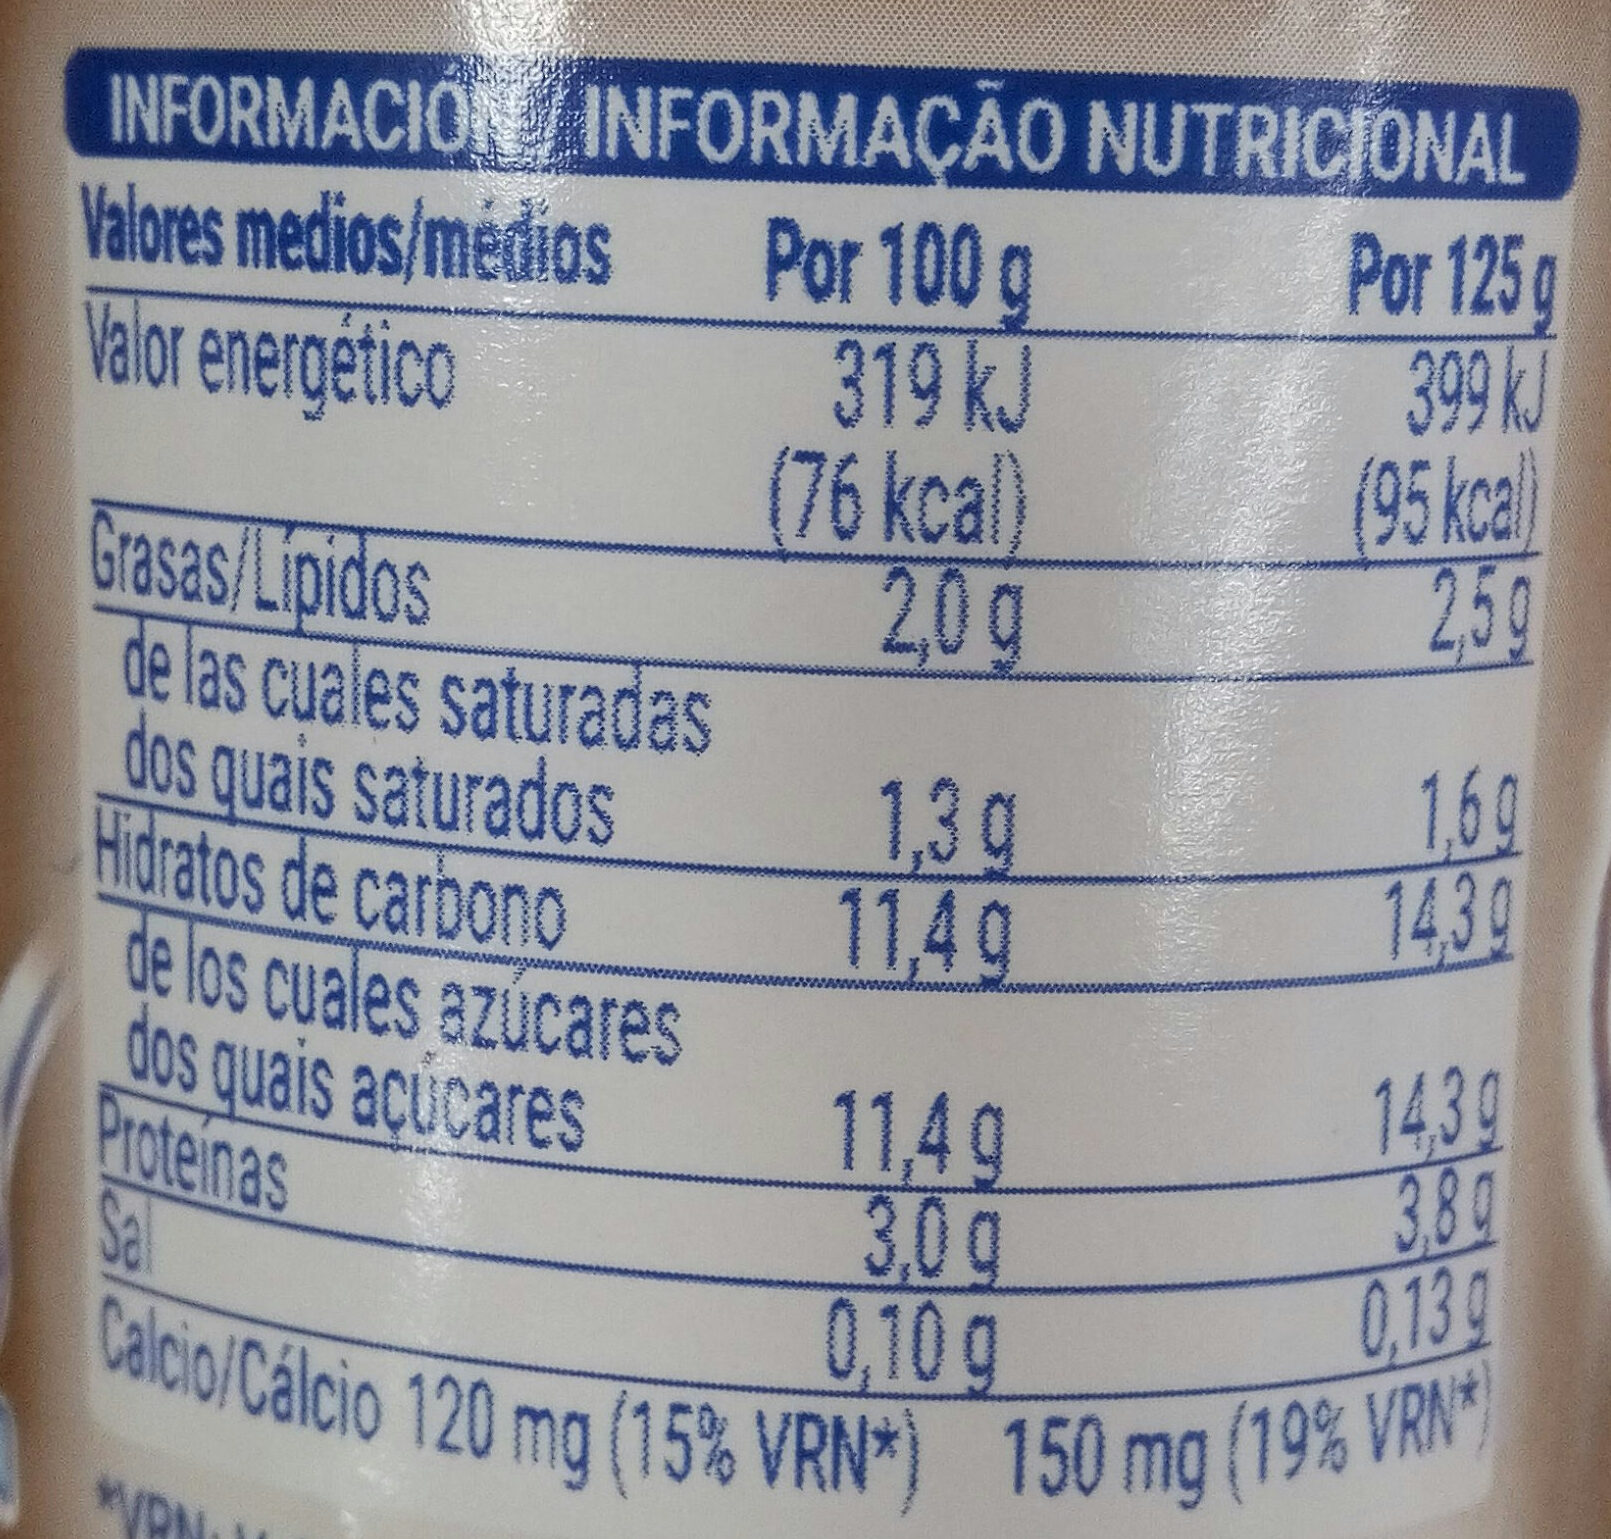 INFORMACIÓN / INFORMAÇÃO NUTRICIONAL
Valores medios/médios Por 100 g Por 125 g
Valor energético 319 kJ 399 kJ
(76 kcal) (95 kcal)
Grasas/Lípidos 2,0 g 2,5 g
de las cuales saturadas
dos quais saturados 1,3 g 1,6 g
Hidratos de carbono 11,4 g 14,3 g
de los cuales azúcares
dos quais açúcares 11,4 g 14,3 g
Proteínas 3,0 g 3,8 g
Sal 0,10 g 0,13 g
Calcio/Cálcio 120 mg (15% VRN*) 150 mg (19% VRN*)
*VRN: